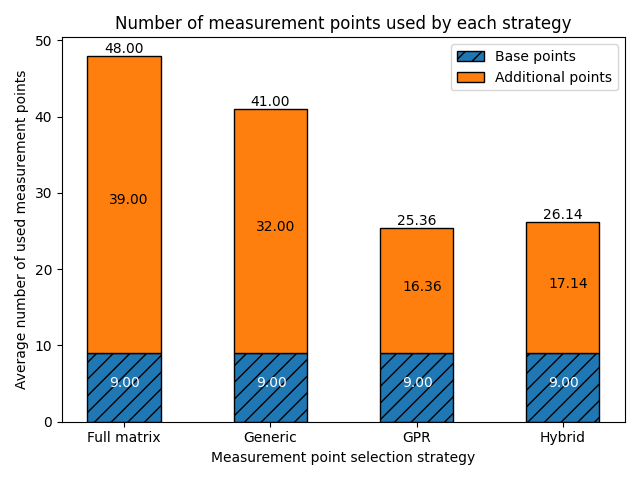 Number of measurement points used by each strategy
Average number of used measurement points
50
40
30
20
10
0
Base points
Additional points
48.00
41.00
25.36
26.14
39.00
32.00
16.36
17.14
9.00
9.00
9.00
9.00
Full matrix
Generic
GPR
Hybrid
Measurement point selection strategy